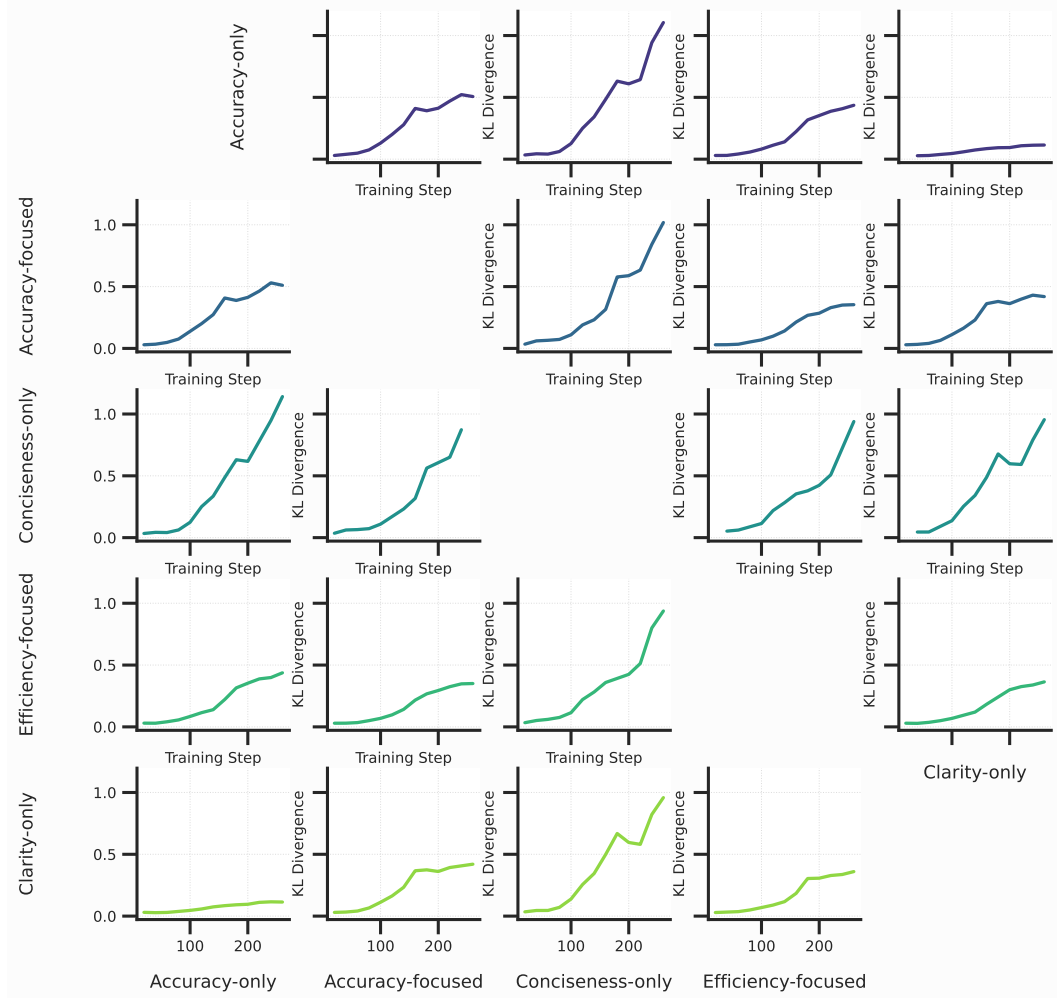 Accuracy-only
KL Divergence
KL Divergence
KL Divergence
Training Step
Training Step
Training Step
Training Step
Accuracy-focused
1.0
0.5
0.0
KL Divergence
KL Divergence
KL Divergence
Training Step
Training Step
Training Step
Training Step
Conciseness-only
1.0
0.5
0.0
KL Divergence
KL Divergence
KL Divergence
Training Step
Training Step
Training Step
Training Step
Efficiency-focused
1.0
0.5
0.0
KL Divergence
KL Divergence
KL Divergence
Training Step
Training Step
Training Step
Clarity-only
Clarity-only
1.0
0.5
0.0
KL Divergence
KL Divergence
KL Divergence
100 200
100 200
100 200
100 200
Accuracy-only
Accuracy-focused
Conciseness-only
Efficiency-focused